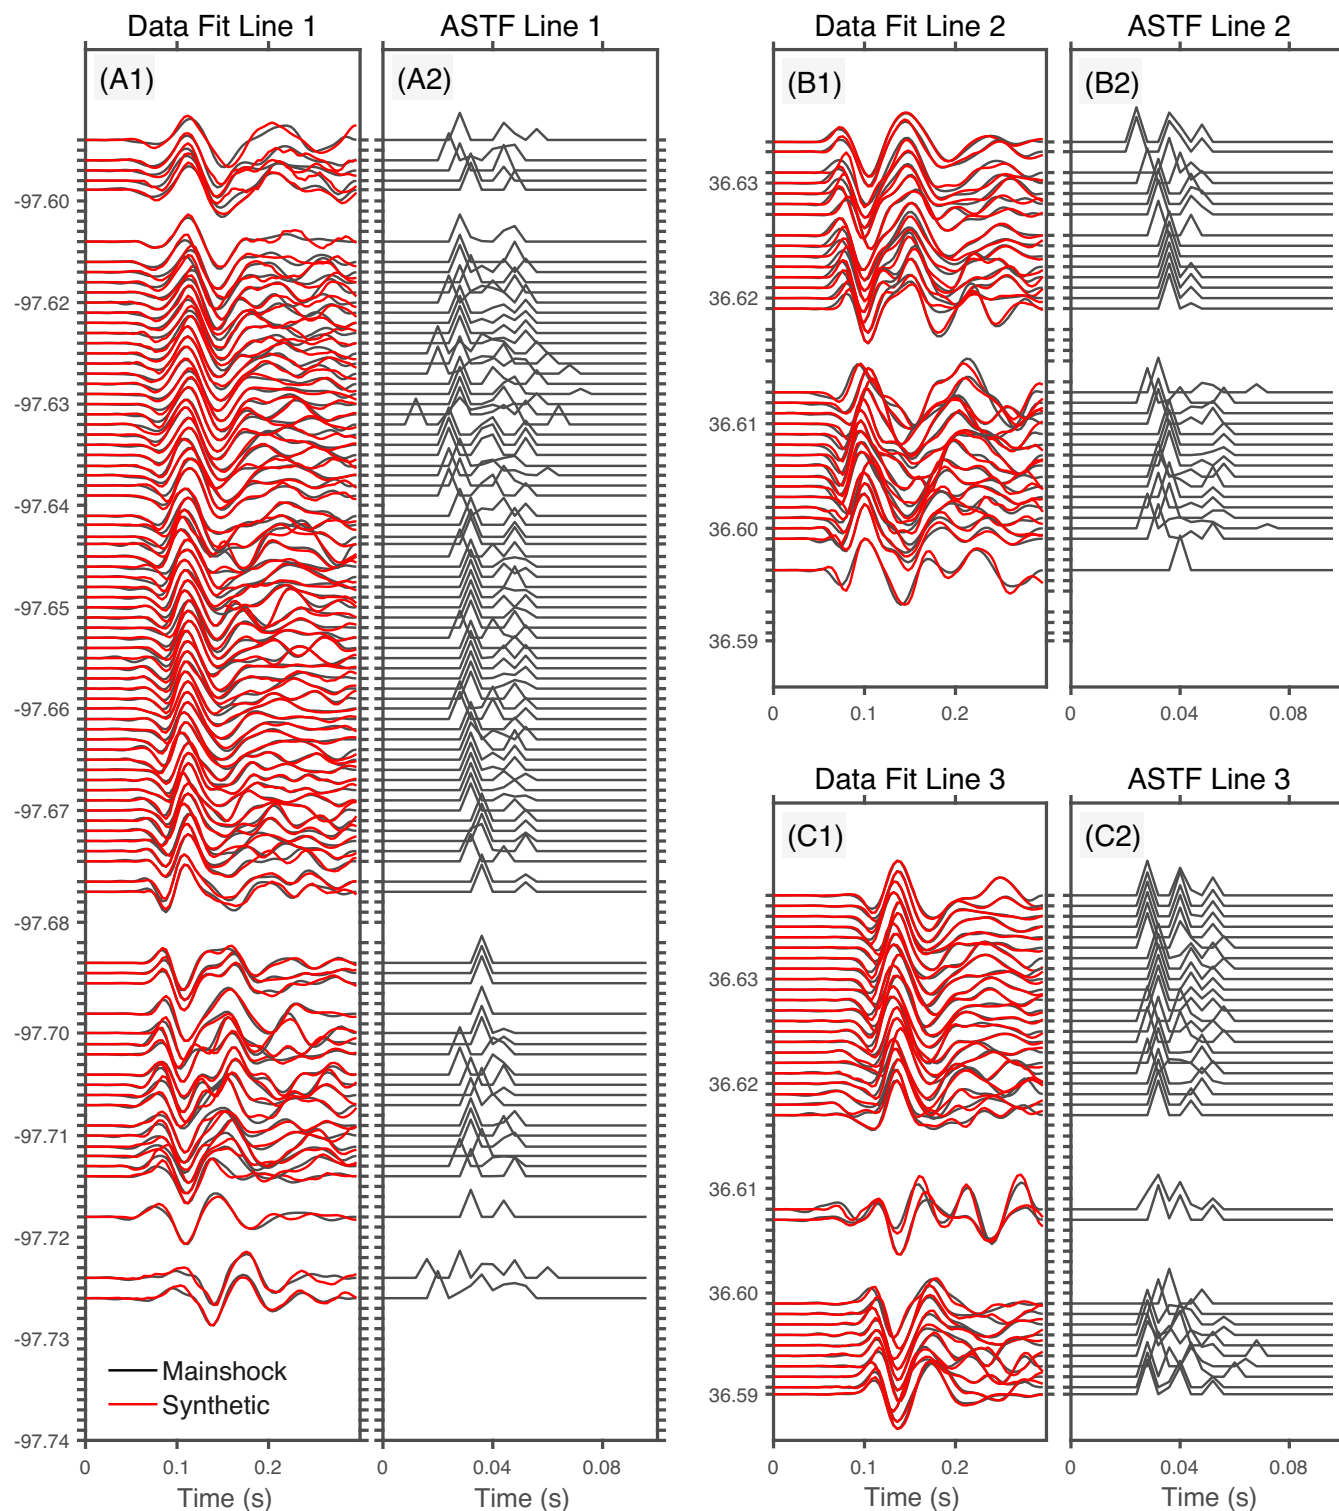 Data Fit Line 1
ASTF Line 1
(A1)
(A2)
-97.60
-97.62
-97.63
-97.64
-97.65
-97.66
-97.67
-97.68
-97.70
-97.71
-97.72
-97.73
-97.74
Mainshock
Synthetic
0
0.1
0.2
0
0.04
0.08
Time (s)
Time (s)
Data Fit Line 2
ASTF Line 2
(B1)
(B2)
36.63
36.62
36.61
36.60
36.59
0
0.1
0.2
0
0.04
0.08
Data Fit Line 3
ASTF Line 3
(C1)
(C2)
36.63
36.62
36.61
36.60
36.59
0
0.1
0.2
0
0.04
0.08
Time (s)
Time (s)